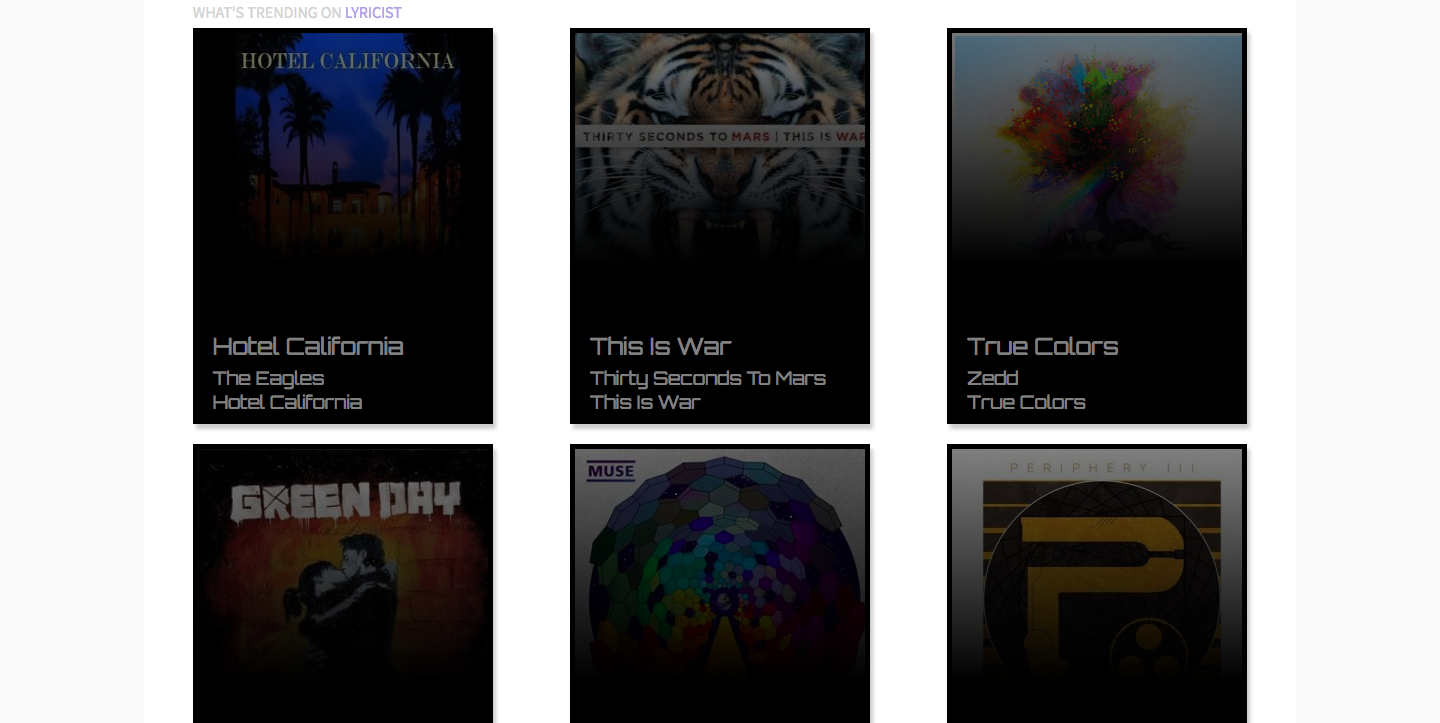 WHAT'S TRENDING ON LYRICIST
HOTEL CALIFORNIA
THIRTY SECONDS TO MARS | THIS IS WAR
Hotel California
The Eagles
Hotel California
This Is War
Thirty Seconds To Mars
This Is War
True Colors
Zedd
True Colors
GREEN DAY
MUSE
PERIPHERY III